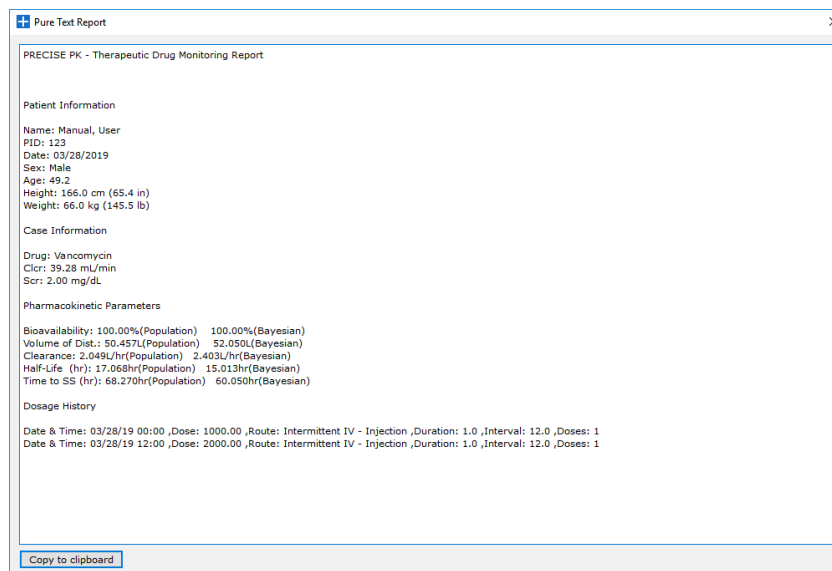 Pure Text Report
PRECISE PK - Therapeutic Drug Monitoring Report
Patient Information
Name: Manual, User
PID: 123
Date: 03/28/2019
Sex: Male
Age: 49.2
Height: 166.0 cm (65.4 in)
Weight: 66.0 kg (145.5 lb)
Case Information
Drug: Vancomycin
Clcr: 39.28 mL/min
Scr: 2.00 mg/dL
Pharmacokinetic Parameters
Bioavailability: 100.00%(Population)   100.00%(Bayesian)
Volume of Dist.: 50.457L(Population)   52.050L(Bayesian)
Clearance: 2.049L/hr(Population)   2.403L/hr(Bayesian)
Half-Life  (hr): 17.068hr(Population)   15.013hr(Bayesian)
Time to SS (hr): 68.270hr(Population)   60.050hr(Bayesian)
Dosage History
Date & Time: 03/28/19 00:00 ,Dose: 1000.00 ,Route: Intermittent IV - Injection ,Duration: 1.0 ,Interval: 12.0 ,Doses: 1
Date & Time: 03/28/19 12:00 ,Dose: 2000.00 ,Route: Intermittent IV - Injection ,Duration: 1.0 ,Interval: 12.0 ,Doses: 1
Copy to clipboard